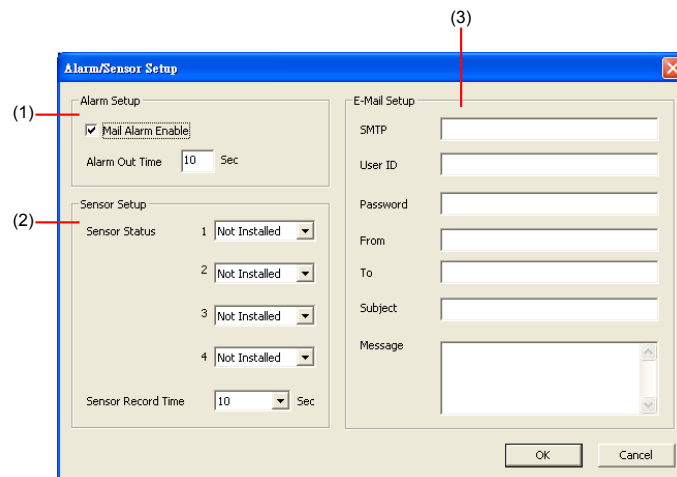 (3)
Alarm/Sensor Setup
(1)
Alarm Setup
Mail Alarm Enable
Alarm Out Time 10 Sec
(2)
Sensor Setup
Sensor Status 1 Not Installed
2 Not Installed
3 Not Installed
4 Not Installed
Sensor Record Time 10 Sec
E-Mail Setup
SMTP
User ID
Password
From
To
Subject
Message
OK Cancel